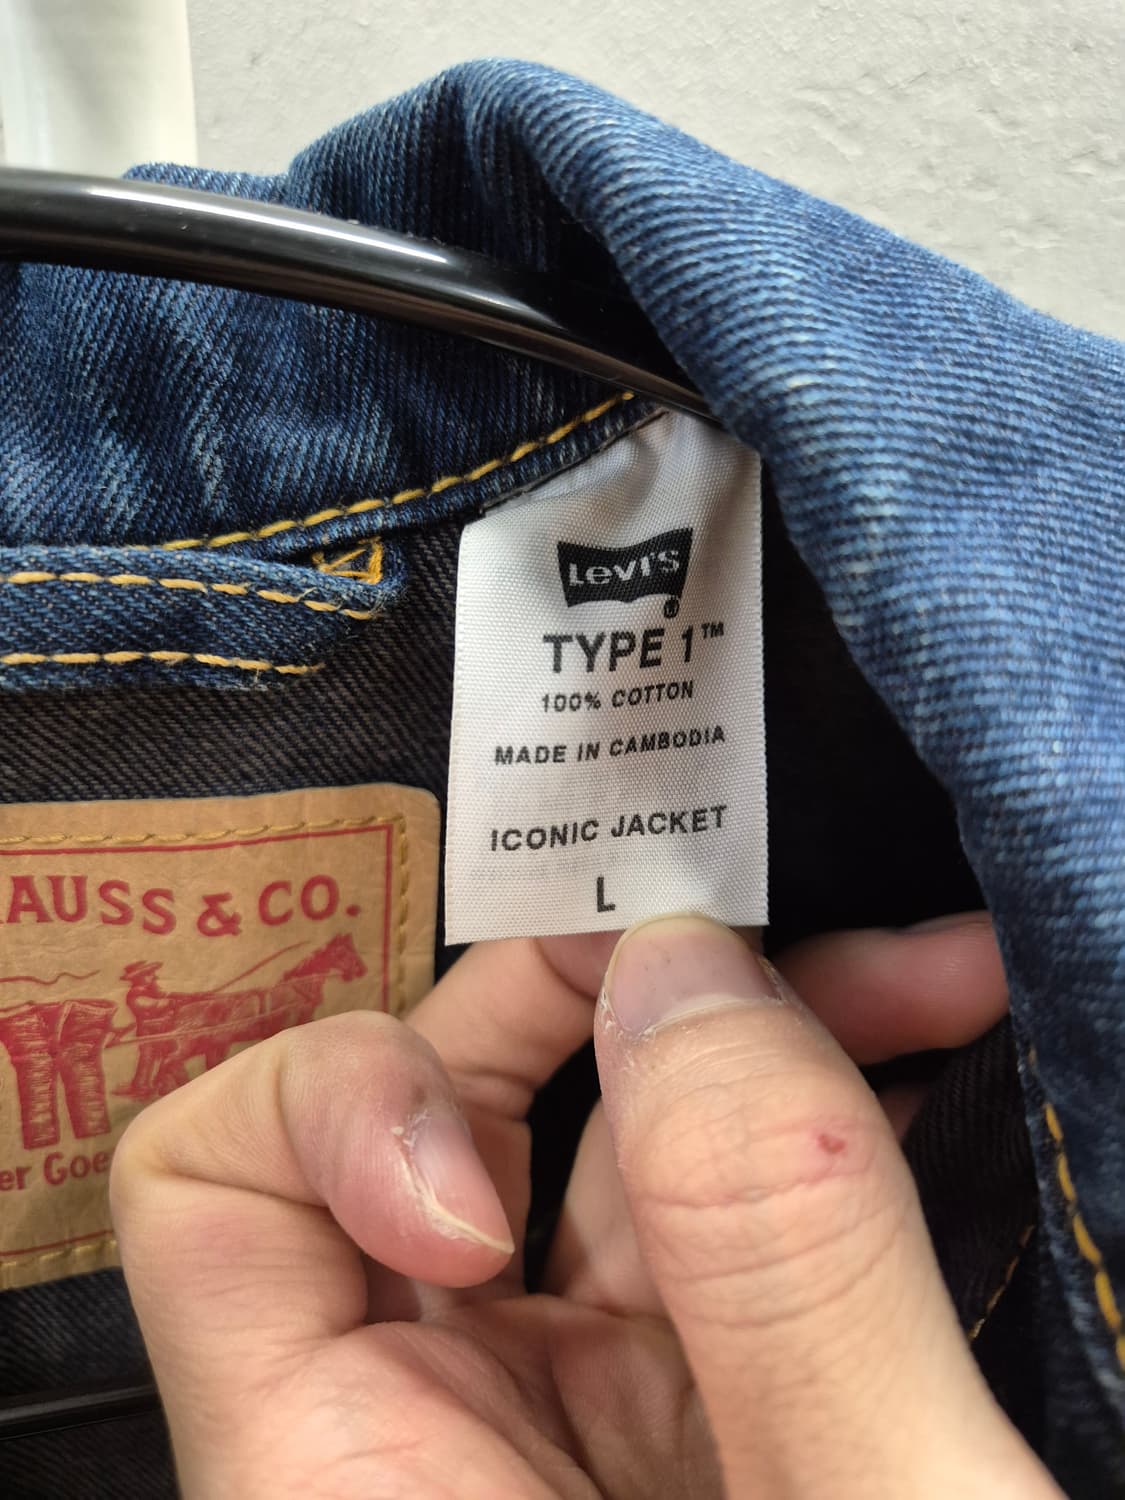 Levi's
®
TYPE 1™
100% COTTON
MADE IN CAMBODIA
ICONIC JACKET
L
AUSS & CO.
er Goe